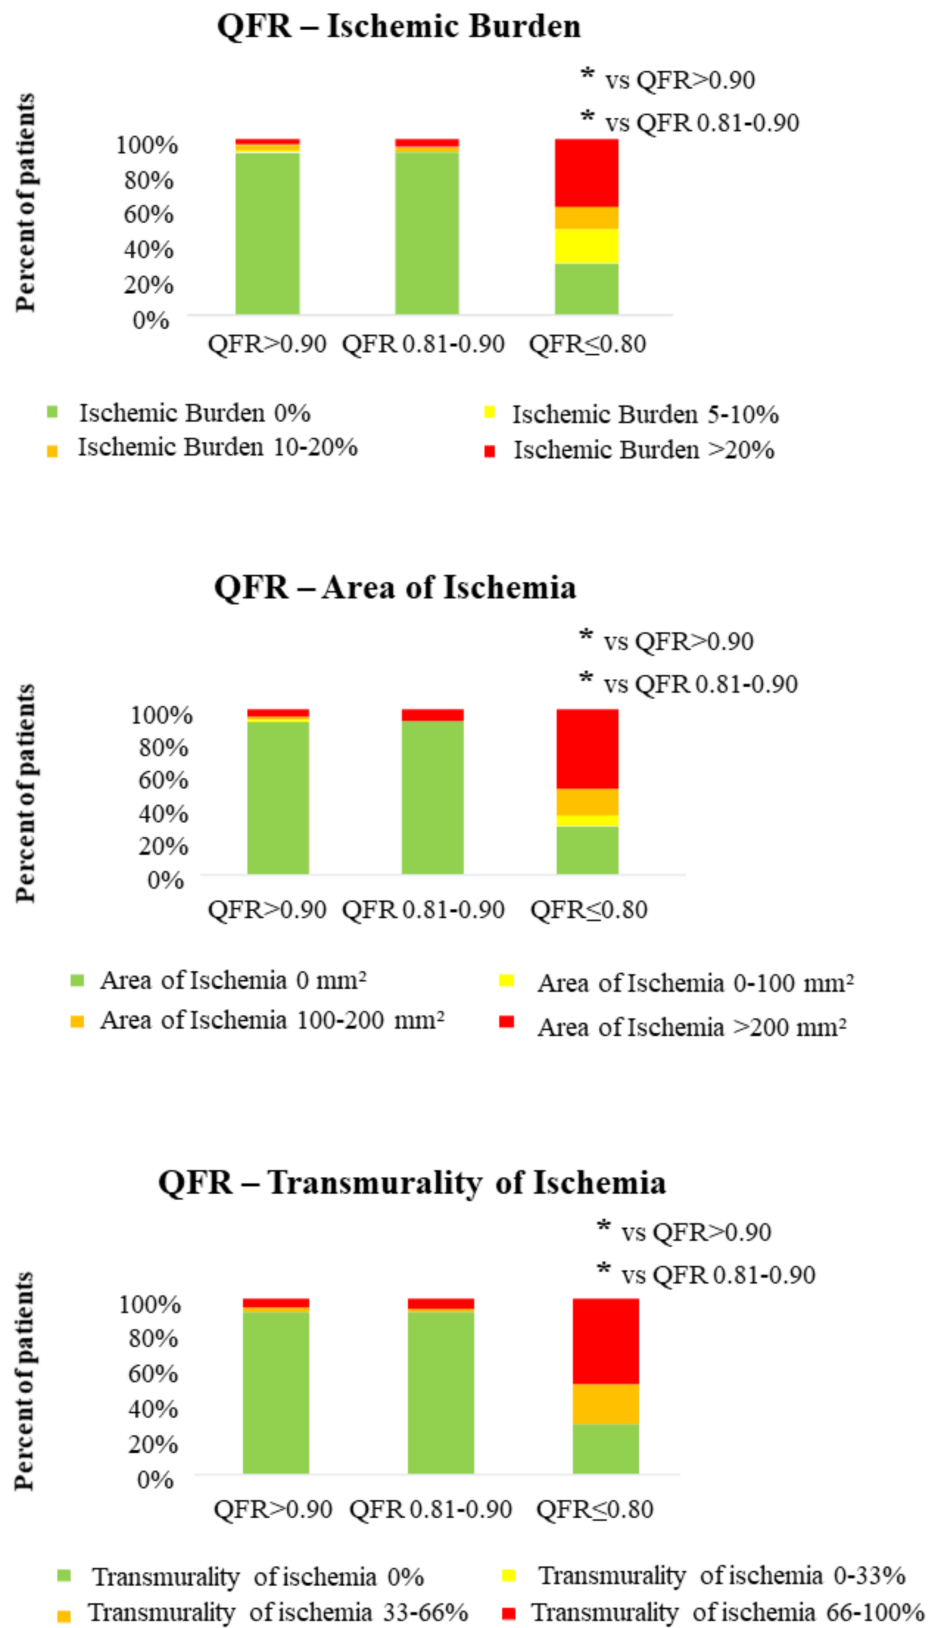 QFR – Ischemic Burden
* vs QFR>0.90
* vs QFR 0.81-0.90
Percent of patients
100%
80%
60%
40%
20%
0%
QFR>0.90 QFR 0.81-0.90 QFR≤0.80
Ischemic Burden 0% Ischemic Burden 5-10%
Ischemic Burden 10-20% Ischemic Burden >20%
QFR – Area of Ischemia
* vs QFR>0.90
* vs QFR 0.81-0.90
Percent of patients
100%
80%
60%
40%
20%
0%
QFR>0.90 QFR 0.81-0.90 QFR≤0.80
Area of Ischemia 0 mm² Area of Ischemia 0-100 mm²
Area of Ischemia 100-200 mm² Area of Ischemia >200 mm²
QFR – Transmurality of Ischemia
* vs QFR>0.90
* vs QFR 0.81-0.90
Percent of patients
100%
80%
60%
40%
20%
0%
QFR>0.90 QFR 0.81-0.90 QFR≤0.80
Transmurality of ischemia 0% Transmurality of ischemia 0-33%
Transmurality of ischemia 33-66% Transmurality of ischemia 66-100%